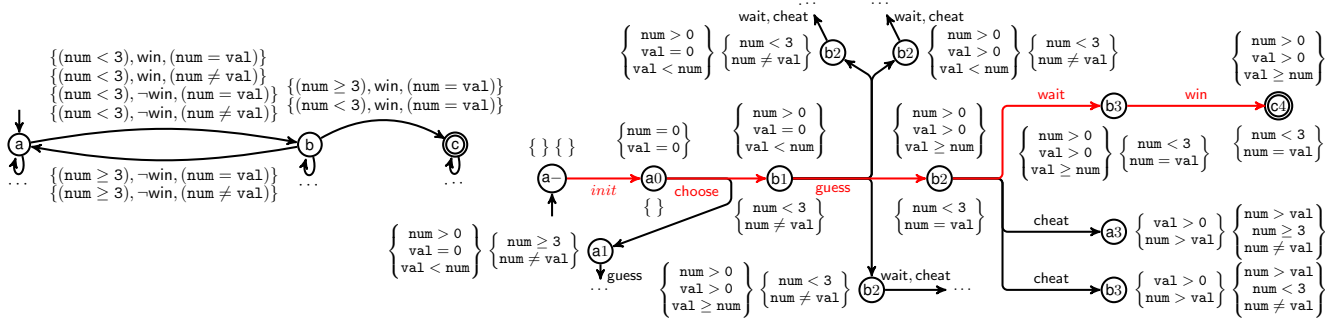 {(num < 3), win, (num = val)}
{(num < 3), win, (num ≠ val)}
{(num < 3), ¬win, (num = val)}
{(num < 3), ¬win, (num ≠ val)}
{(num ≥ 3), win, (num = val)}
{(num < 3), win, (num = val)}
a
b
c
...
...
...
{(num ≥ 3), ¬win, (num = val)}
{(num ≥ 3), ¬win, (num ≠ val)}
{ } { }
a−
init
{num = 0
val = 0}
a0
{ }
choose
{num > 0
val = 0
val < num}
{num ≥ 3
num ≠ val}
a1
guess
...
{num > 0
val = 0
val < num}
b1
{num < 3
num ≠ val}
guess
...
wait, cheat
{num > 0
val = 0
val < num}
{num < 3
num ≠ val}
b2
...
wait, cheat
b2
{num > 0
val > 0
val < num}
{num < 3
num ≠ val}
{num > 0
val > 0
val ≥ num}
{num < 3
num ≠ val}
b2
wait, cheat
...
{num > 0
val > 0
val ≥ num}
b2
{num < 3
num = val}
wait
b3
{num > 0
val > 0
val ≥ num}
{num < 3
num = val}
win
{num > 0
val > 0
val ≥ num}
c4
{num < 3
num = val}
cheat
a3
{val > 0
num > val}
{num > val
num ≥ 3
num ≠ val}
cheat
b3
{val > 0
num > val}
{num > val
num < 3
num ≠ val}